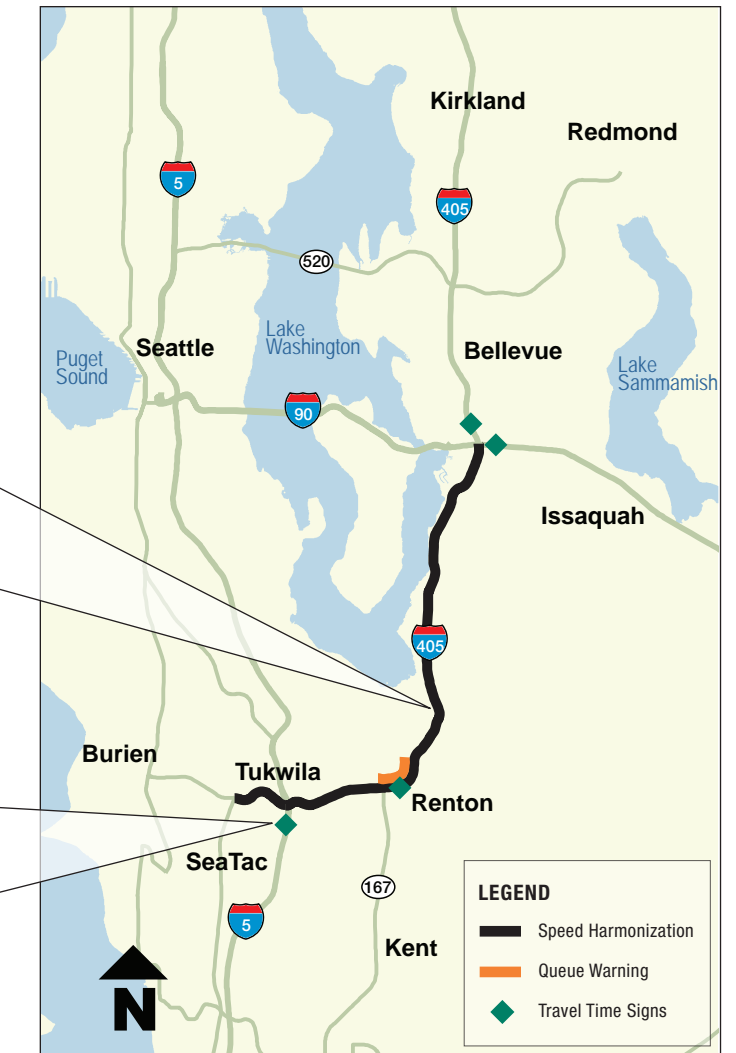 Kirkland
Redmond
5
405
520
Seattle
Lake
Washington
Bellevue
Puget
Sound
Lake
Sammamish
90
Issaquah
405
Burien
Tukwila
Renton
SeaTac
167
5
Kent
N
LEGEND
Speed Harmonization
Queue Warning
Travel Time Signs